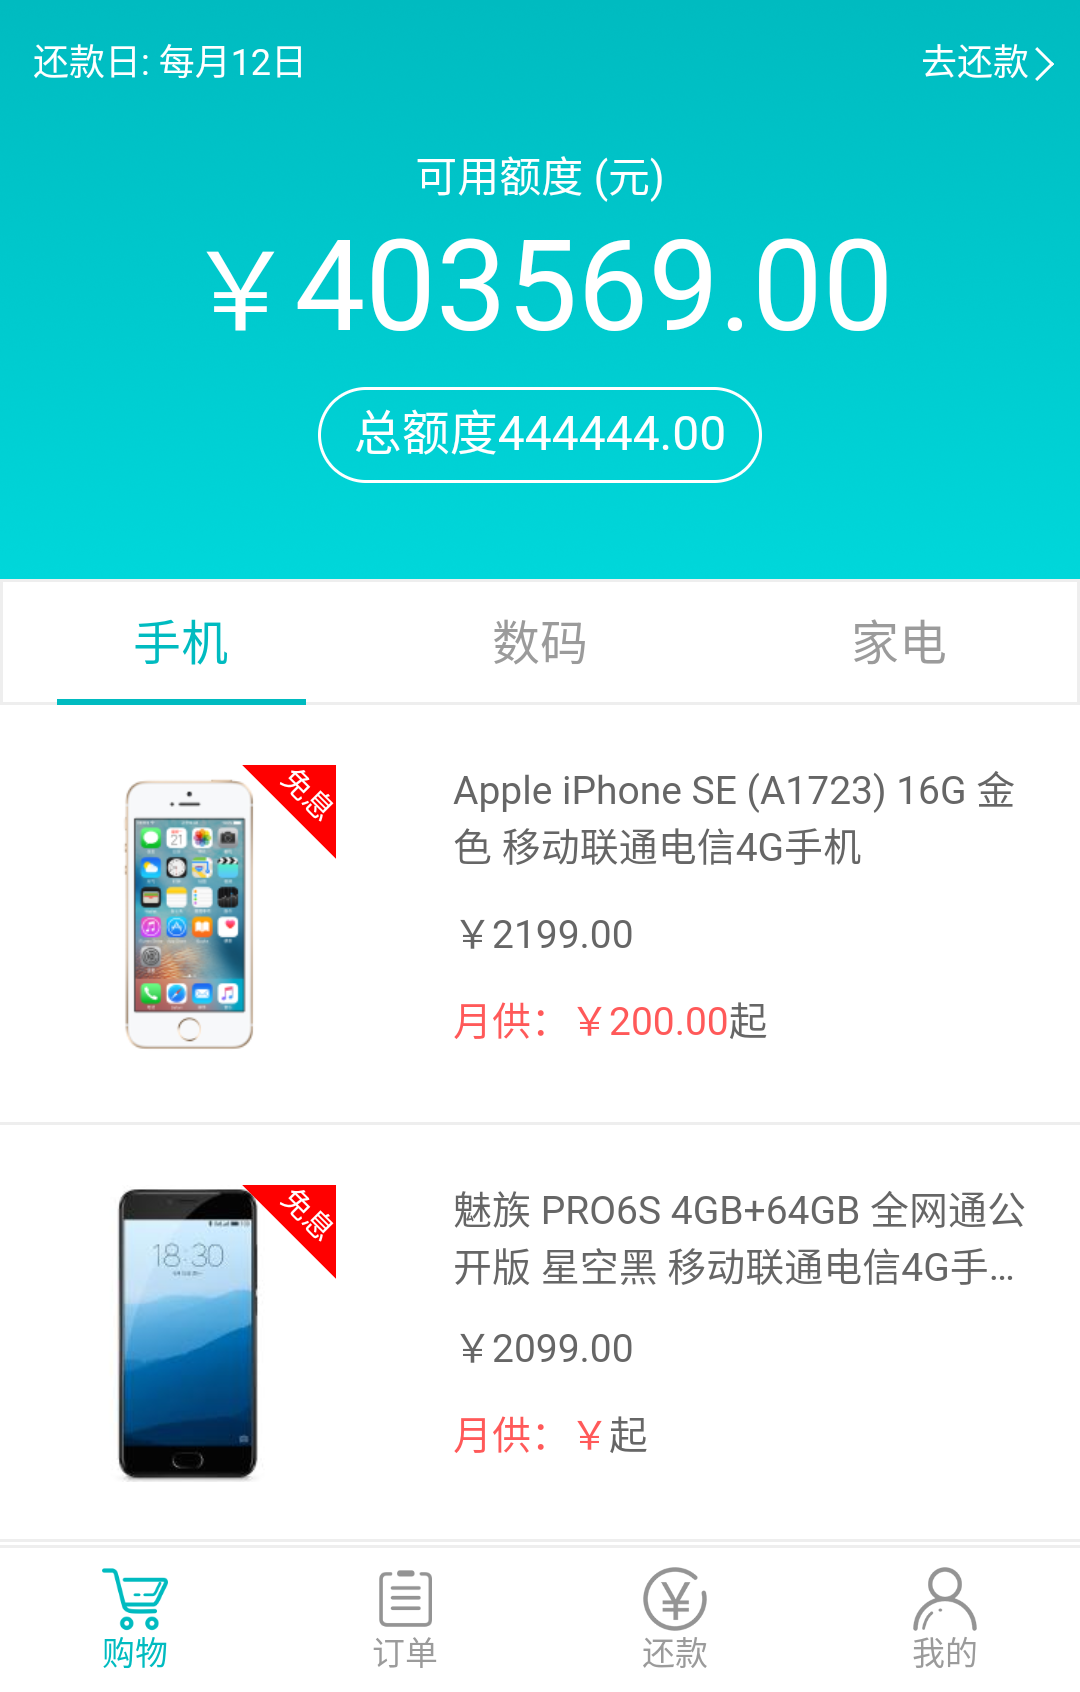 还款日: 每月12日
去还款
可用额度 (元)
￥403569.00
总额度444444.00
手机
数码
家电
免息
Apple iPhone SE (A1723) 16G 金
色 移动联通电信4G手机
￥2199.00
月供：￥200.00起
免息
18:30
魅族 PRO6S 4GB+64GB 全网通公
开版 星空黑 移动联通电信4G手...
￥2099.00
月供：￥起
购物
订单
还款
我的